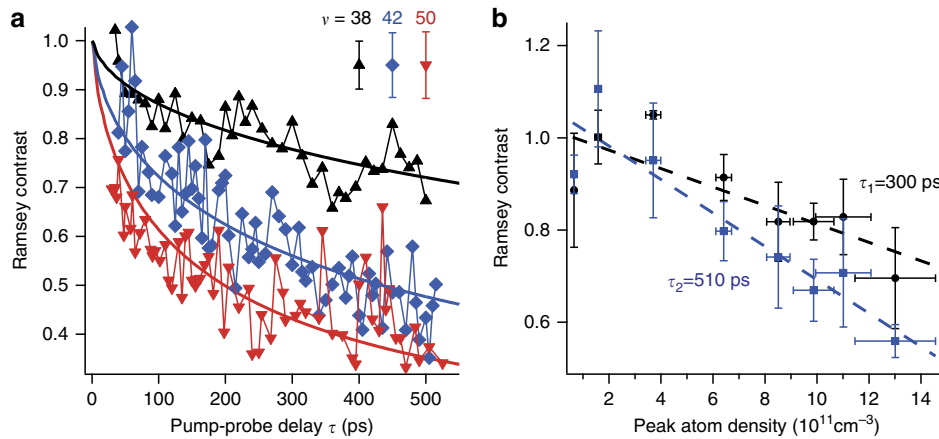 a
ν = 38 42 50
1.0
0.9
0.8
0.7
0.6
0.5
0.4
Ramsey contrast
0 100 200 300 400 500
Pump-probe delay τ (ps)
b
1.2
1.0
0.8
0.6
Ramsey contrast
τ₁=300 ps
τ₂=510 ps
2 4 6 8 10 12 14
Peak atom density (10¹¹cm⁻³)